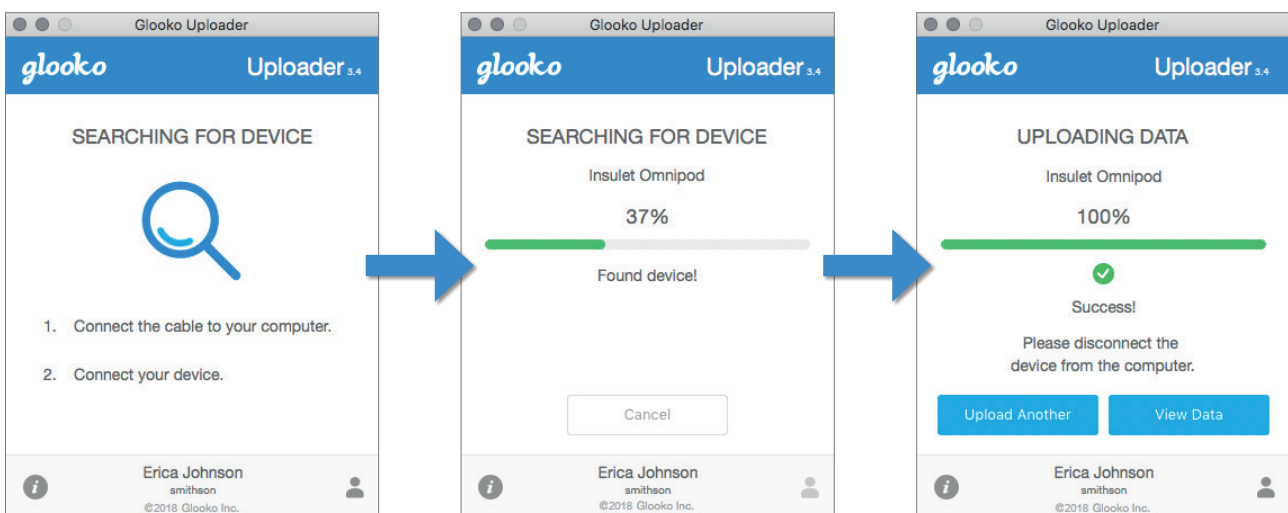 Glooko Uploader
glooko Uploader 3.4
SEARCHING FOR DEVICE
1. Connect the cable to your computer.
2. Connect your device.
i
Erica Johnson
smithson
©2018 Glooko Inc.
Glooko Uploader
glooko Uploader 3.4
SEARCHING FOR DEVICE
Insulet Omnipod
37%
Found device!
Cancel
i
Erica Johnson
smithson
©2018 Glooko Inc.
Glooko Uploader
glooko Uploader 3.4
UPLOADING DATA
Insulet Omnipod
100%
Success!
Please disconnect the
device from the computer.
Upload Another View Data
i
Erica Johnson
smithson
©2018 Glooko Inc.